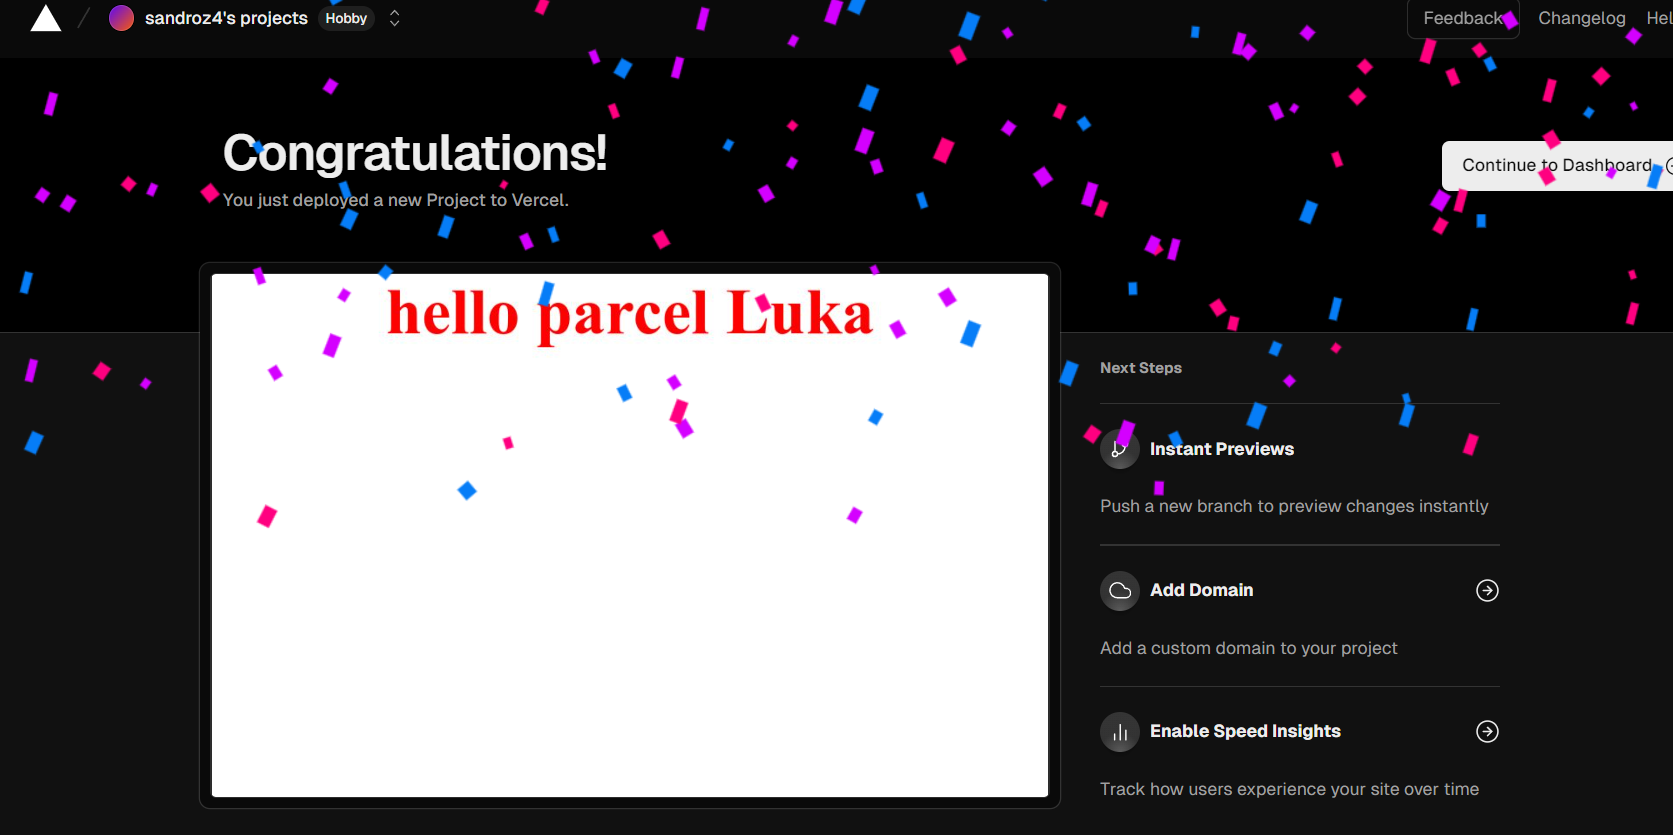 sandroz4's projects Hobby
Feedback Changelog Hel
Congratulations!
You just deployed a new Project to Vercel.
Continue to Dashboard
hello parcel Luka
Next Steps
Instant Previews
Push a new branch to preview changes instantly
Add Domain
Add a custom domain to your project
Enable Speed Insights
Track how users experience your site over time